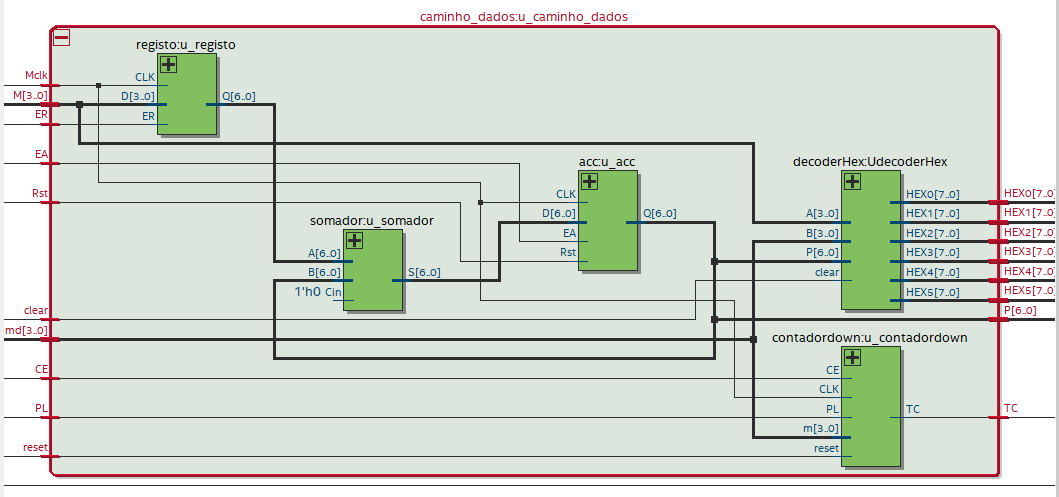 caminho_dados:u_caminho_dados
registo:u_registo
Mclk
CLK
M[3..0]
D[3..0]
Q[6..0]
ER
ER
EA
acc:u_acc
decoderHex:UdecoderHex
Rst
CLK
HEX0[7..0]
HEX0[7..0]
D[6..0]
Q[6..0]
A[3..0]
HEX1[7..0]
HEX1[7..0]
somador:u_somador
EA
B[3..0]
HEX2[7..0]
HEX2[7..0]
A[6..0]
Rst
P[6..0]
HEX3[7..0]
HEX3[7..0]
B[6..0]
S[6..0]
clear
HEX4[7..0]
HEX4[7..0]
1'h0 Cin
HEX5[7..0]
HEX5[7..0]
clear
P[6..0]
md[3..0]
contadordown:u_contadordown
CE
CE
CLK
PL
PL
TC
TC
m[3..0]
reset
reset